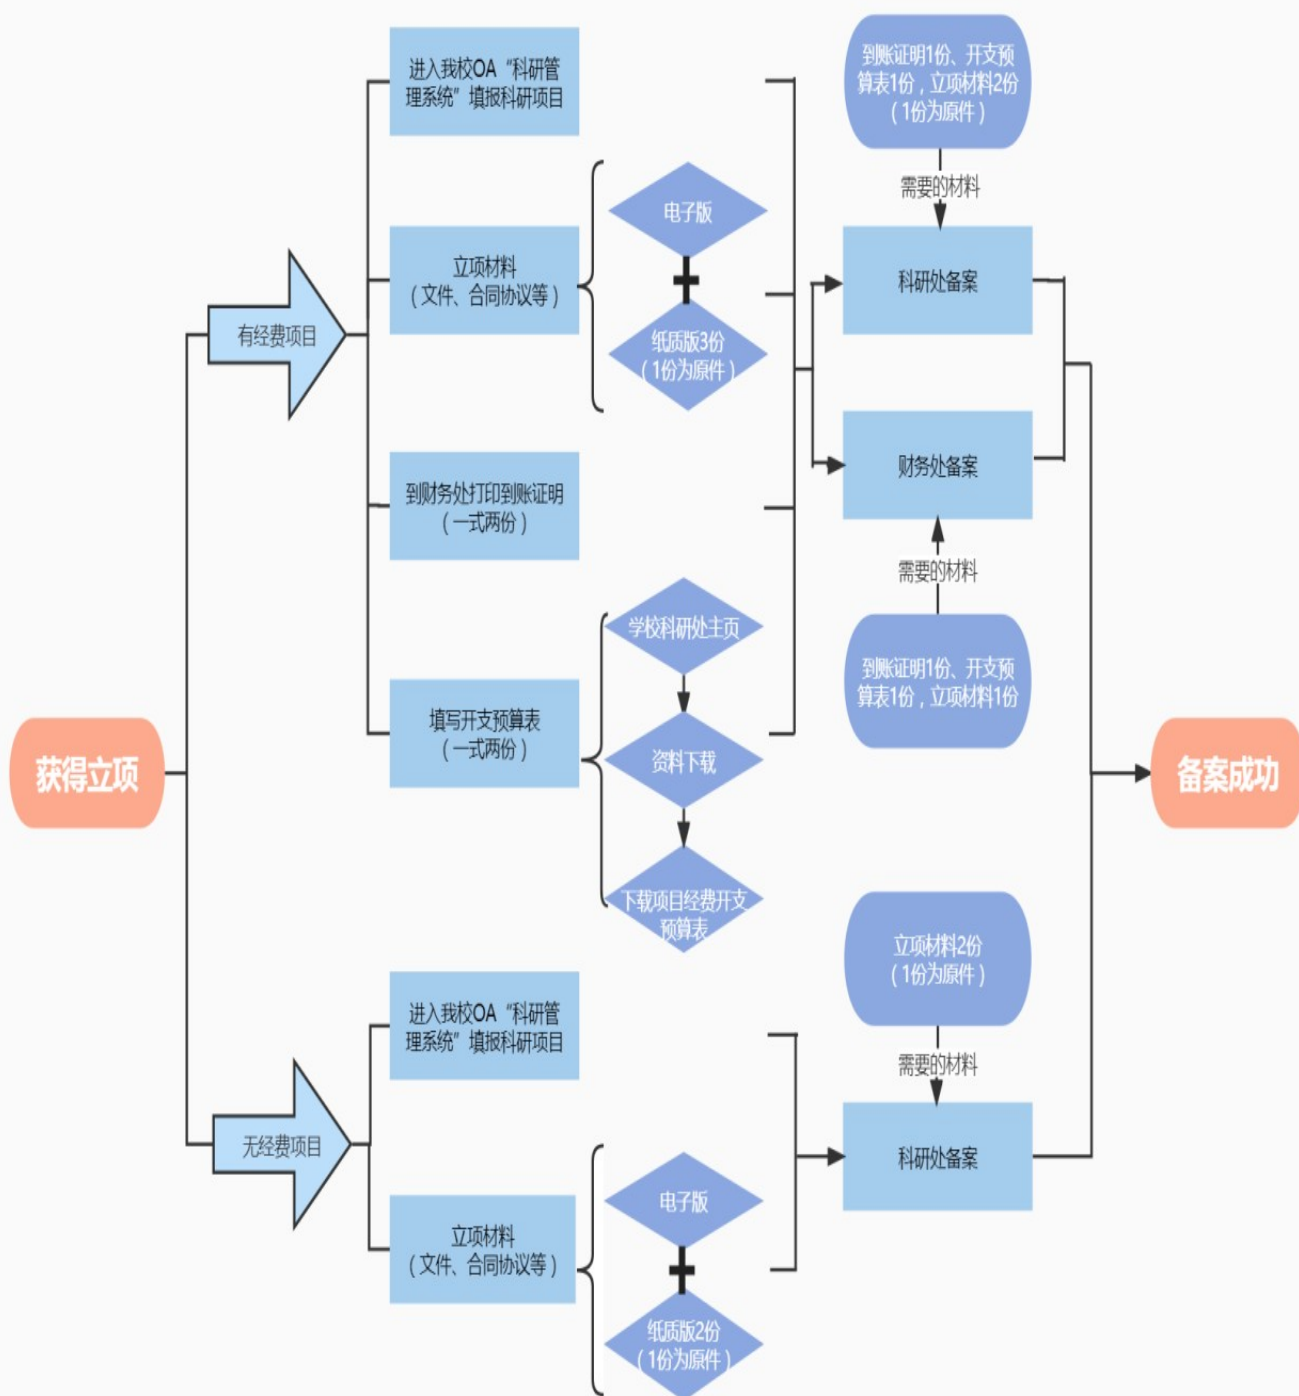 进入我校OA“科研管
理系统”填报科研项目
到账证明1份、开支预
算表1份，立项材料2份
（1份为原件）
需要的材料
电子版
立项材料
（文件、合同协议等）
科研处备案
有经费项目
纸质版3份
（1份为原件）
财务处备案
到财务处打印到账证明
（一式两份）
需要的材料
学校科研处主页
到账证明1份、开支预
算表1份，立项材料1份
填写开支预算表
（一式两份）
资料下载
获得立项
备案成功
下载项目经费开支
预算表
立项材料2份
（1份为原件）
进入我校OA“科研管
理系统”填报科研项目
需要的材料
无经费项目
科研处备案
电子版
立项材料
（文件、合同协议等）
纸质版2份
（1份为原件）